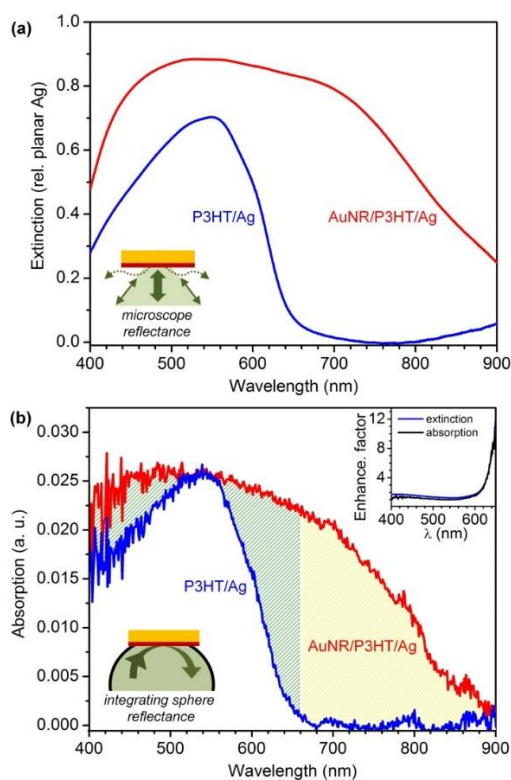 (a)
1.0
0.8
0.6
0.4
0.2
0.0
Extinction (rel. planar Ag)
P3HT/Ag
AuNR/P3HT/Ag
microscope
reflectance
400 500 600 700 800 900
Wavelength (nm)
(b)
0.030
0.025
0.020
0.015
0.010
0.005
0.000
Absorption (a. u.)
P3HT/Ag
AuNR/P3HT/Ag
integrating sphere
reflectance
12
8
4
Enhance. factor
extinction
absorption
400 500 600
λ (nm)
400 500 600 700 800 900
Wavelength (nm)